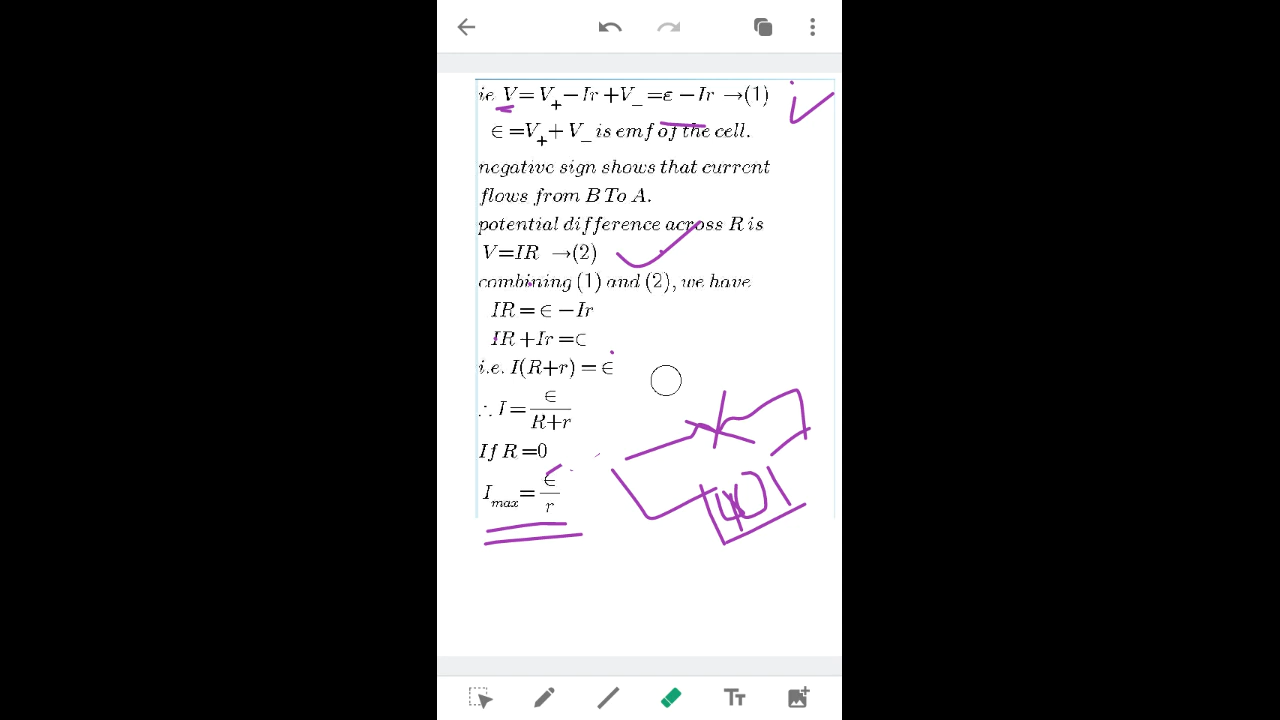 ie V = V₊ − Ir + V₋ = ε − Ir →(1)
∈ = V₊ + V₋ is emf of the cell.
negative sign shows that current
flows from B To A.
potential difference across R is
V = IR →(2)
combining (1) and (2), we have
IR = ∈ − Ir
IR + Ir = ∈
i.e. I(R+r) = ∈
∴ I = ∈/(R+r)
If R = 0
Iₘₐₓ = ∈/r
Tт